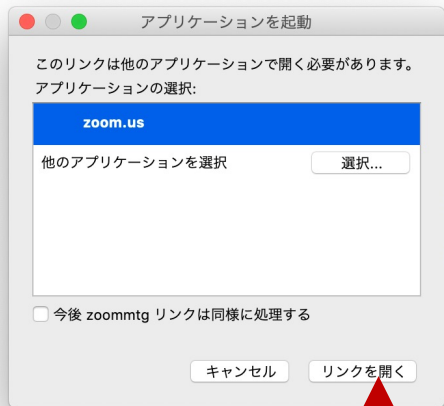 アプリケーションを起動
このリンクは他のアプリケーションで開く必要があります。
アプリケーションの選択:
zoom.us
他のアプリケーションを選択
選択...
今後 zoommtg リンクは同様に処理する
キャンセル
リンクを開く